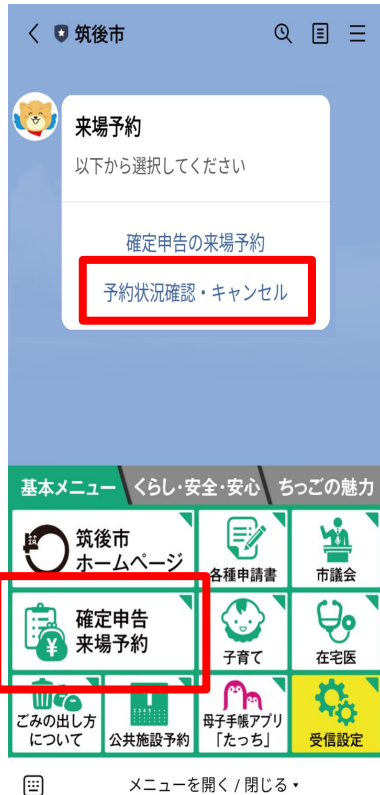 筑後市
来場予約
以下から選択してください
確定申告の来場予約
予約状況確認・キャンセル
基本メニュー
くらし・安全・安心
ちっごの魅力
筑後市
ホームページ
各種申請書
市議会
確定申告
来場予約
子育て
在宅医
ごみの出し方
について
公共施設予約
母子手帳アプリ
「たっち」
受信設定
メニューを開く / 閉じる ▾